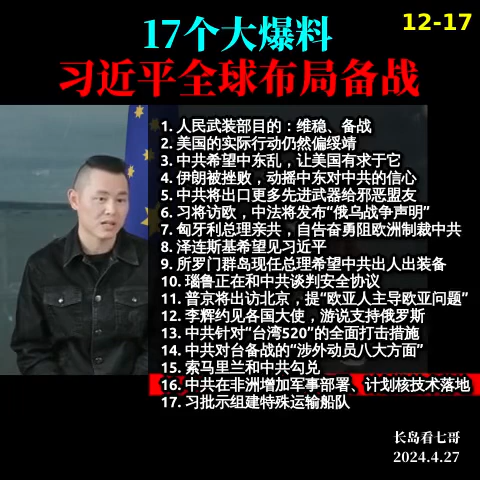 12-17
17个大爆料
习近平全球布局备战
1. 人民武装部目的：维稳、备战
2. 美国的实际行动仍然偏绥靖
3. 中共希望中东乱，让美国有求于它
4. 伊朗被挫败，动摇中东对中共的信心
5. 中共将出口更多先进武器给邪恶盟友
6. 习将访欧，中法将发布“俄乌战争声明”
7. 匈牙利总理亲共，自告奋勇阻欧洲制裁中共
8. 泽连斯基希望见习近平
9. 所罗门群岛现任总理希望中共出人出装备
10. 瑙鲁正在和中共谈判安全协议
11. 普京将出访北京，提“欧亚人主导欧亚问题”
12. 李辉约见各国大使，游说支持俄罗斯
13. 中共针对“台湾520”的全面打击措施
14. 中共对台备战的“涉外动员八大方面”
15. 索马里兰和中共勾兑
16. 中共在非洲增加军事部署、计划核技术落地
17. 习批示组建特殊运输船队
长岛看七哥
2024.4.27